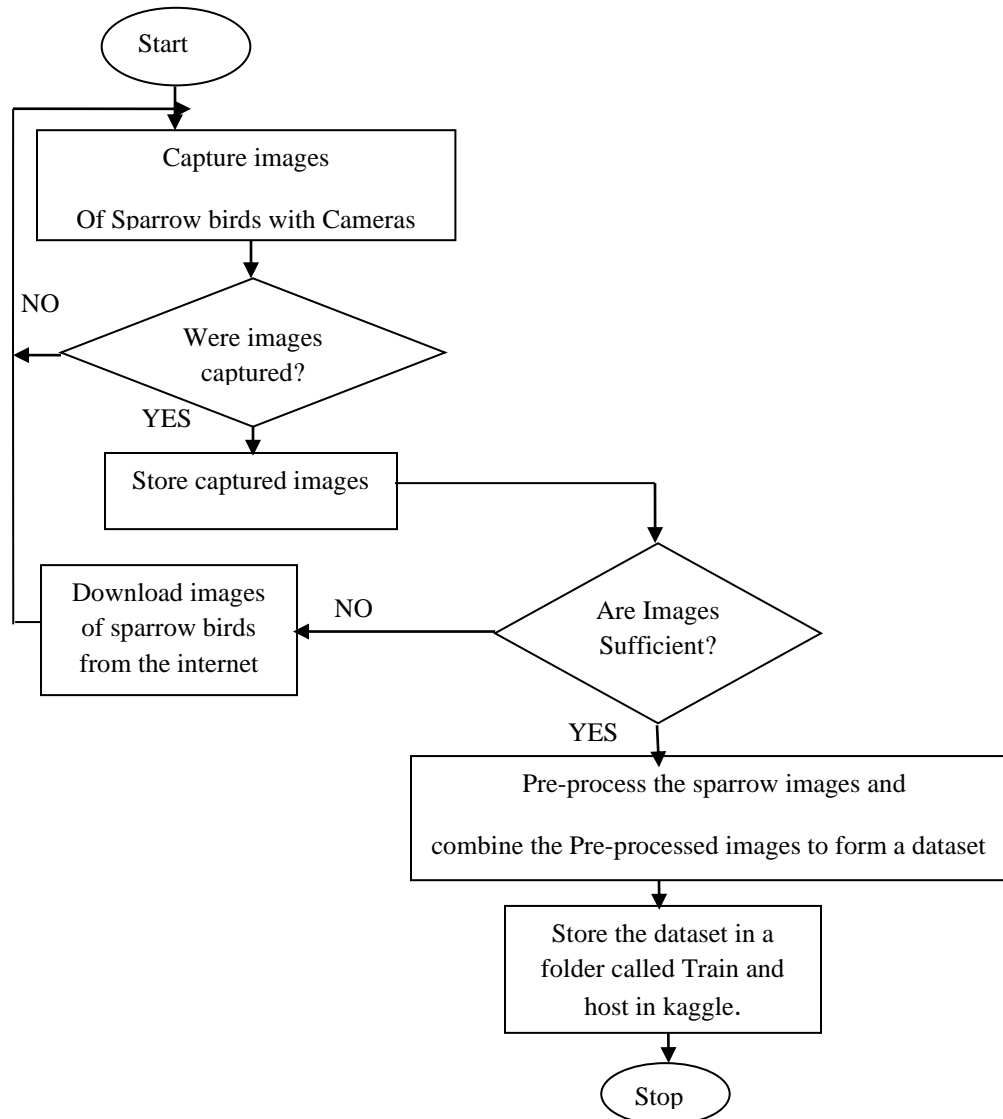 Start
Capture images
Of Sparrow birds with Cameras
NO
Were images
captured?
YES
Store captured images
Download images
of sparrow birds
from the internet
NO
Are Images
Sufficient?
YES
Pre-process the sparrow images and
combine the Pre-processed images to form a dataset
Store the dataset in a
folder called Train and
host in kaggle.
Stop